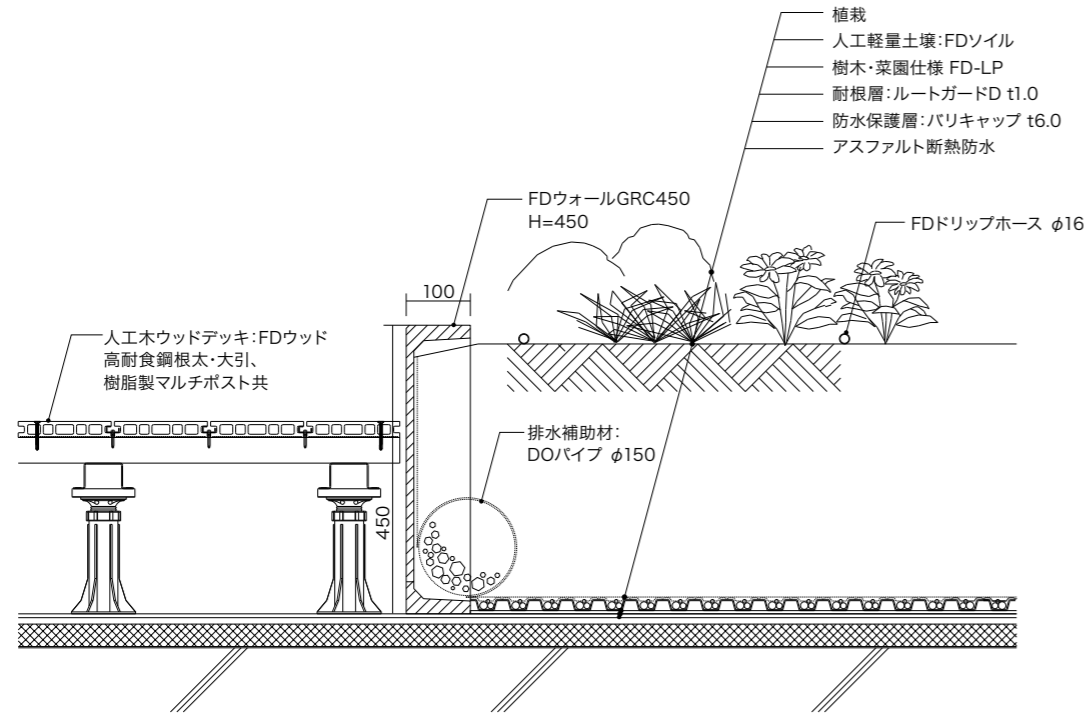 植栽
人工軽量土壌:FDソイル
樹木・菜園仕様 FD-LP
耐根層:ルートガードD t1.0
防水保護層:バリキャップ t6.0
アスファルト断熱防水
FDウォールGRC450
H=450
FDドリップホース φ16
100
人工木ウッドデッキ:FDウッド
高耐食鋼根太・大引、
樹脂製マルチポスト共
排水補助材:
DOパイプ φ150
450